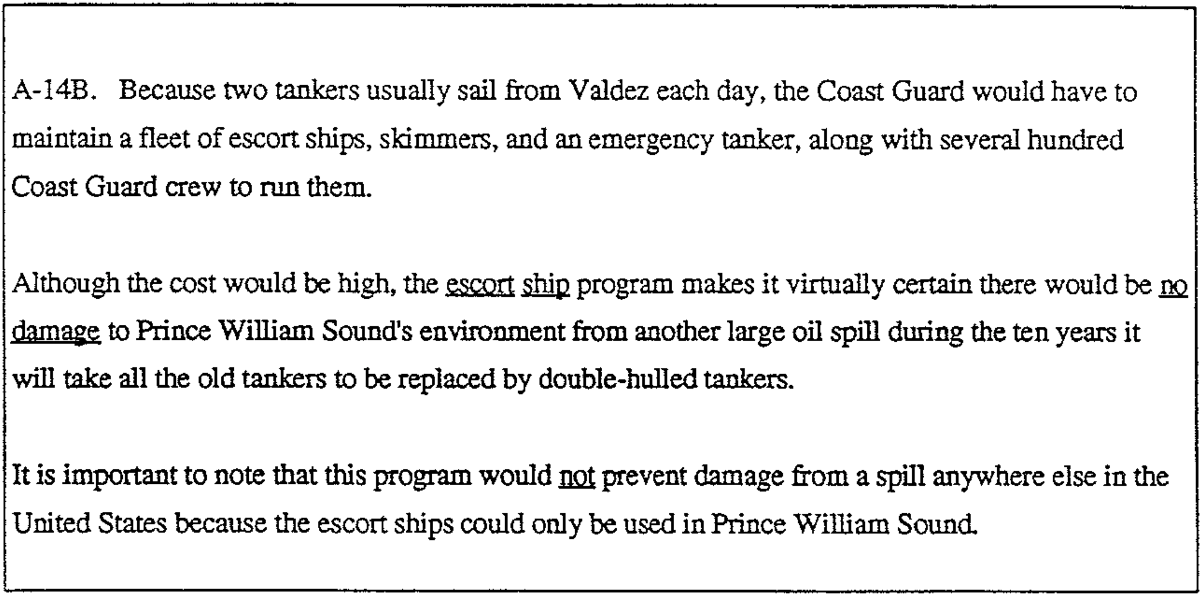 A-14B. Because two tankers usually sail from Valdez each day, the Coast Guard would have to
maintain a fleet of escort ships, skimmers, and an emergency tanker, along with several hundred
Coast Guard crew to run them.
Although the cost would be high, the escort ship program makes it virtually certain there would be no
damage to Prince William Sound's environment from another large oil spill during the ten years it
will take all the old tankers to be replaced by double-hulled tankers.
It is important to note that this program would not prevent damage from a spill anywhere else in the
United States because the escort ships could only be used in Prince William Sound.